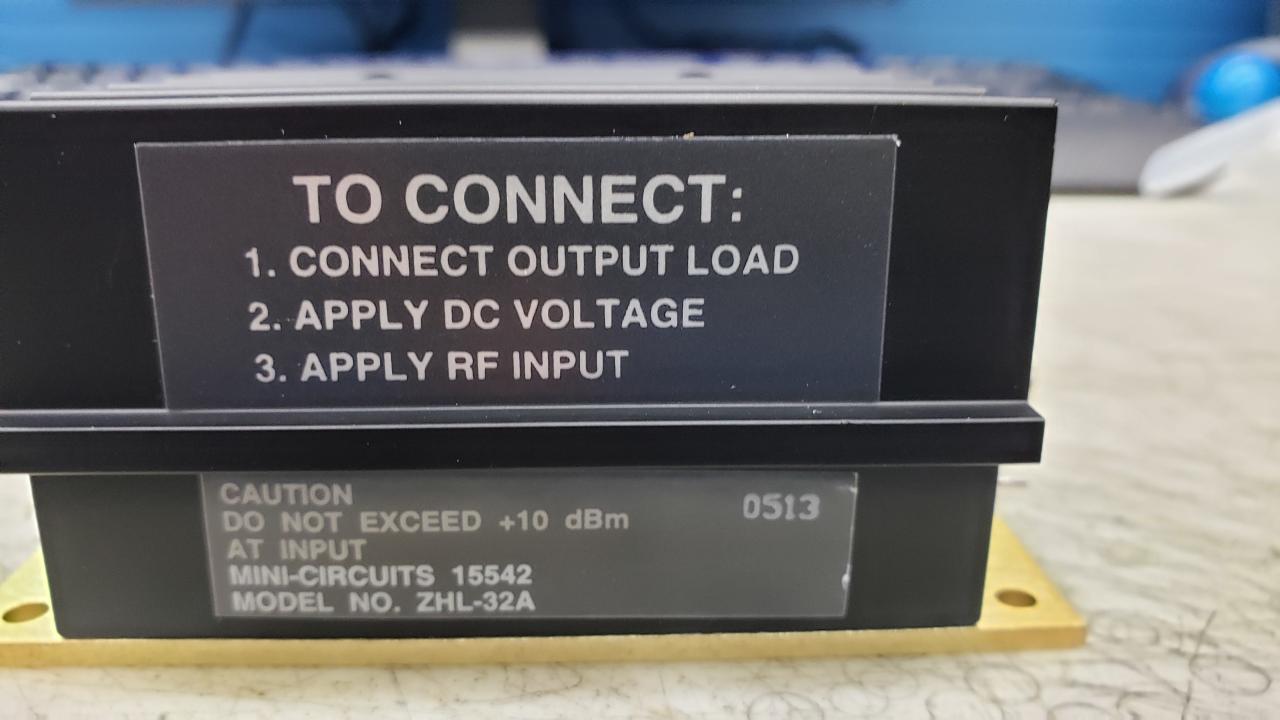 TO CONNECT:
1. CONNECT OUTPUT LOAD
2. APPLY DC VOLTAGE
3. APPLY RF INPUT
CAUTION
0513
DO NOT EXCEED +10 dBm
AT INPUT
MINI-CIRCUITS 15542
MODEL NO. ZHL-32A